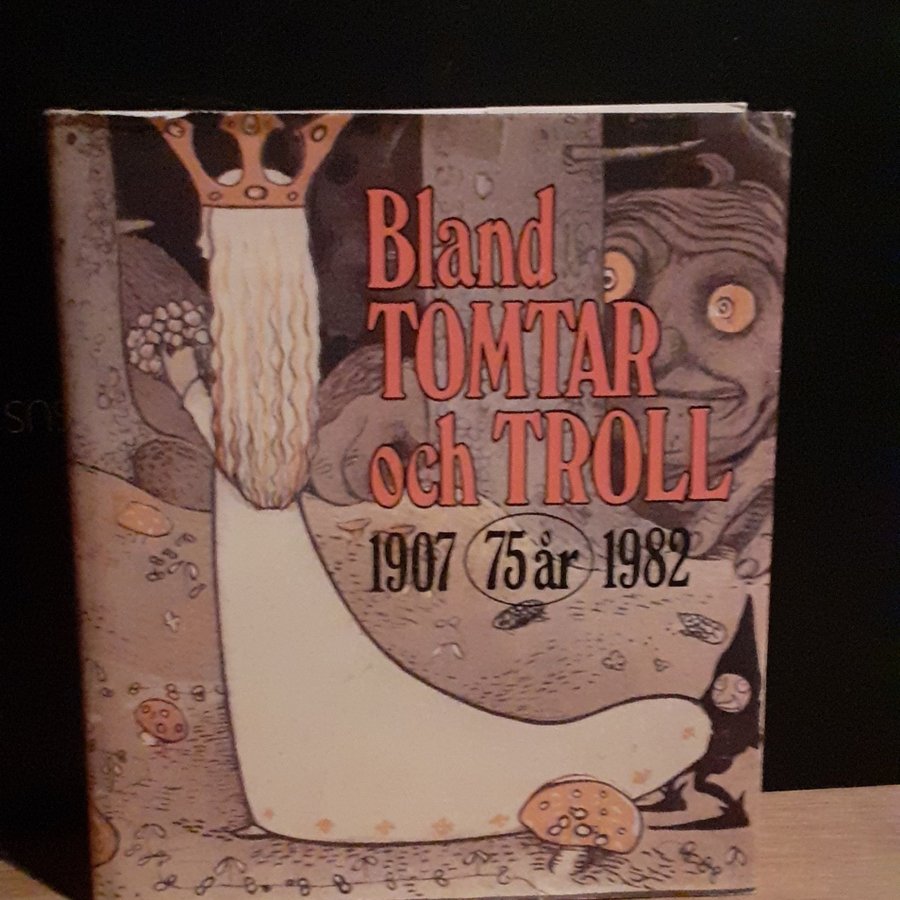 Bland
TOMTAR
och TROLL
1907 75 år 1982